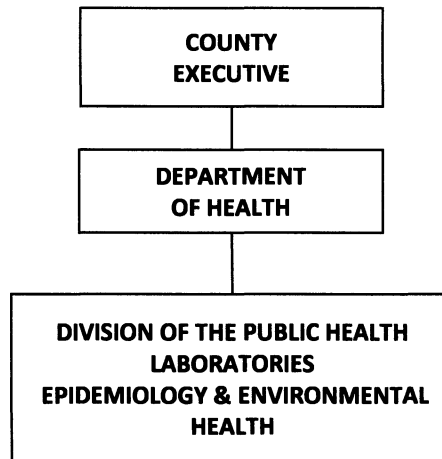 COUNTY
EXECUTIVE
DEPARTMENT
OF HEALTH
DIVISION OF THE PUBLIC HEALTH
LABORATORIES
EPIDEMIOLOGY & ENVIRONMENTAL
HEALTH